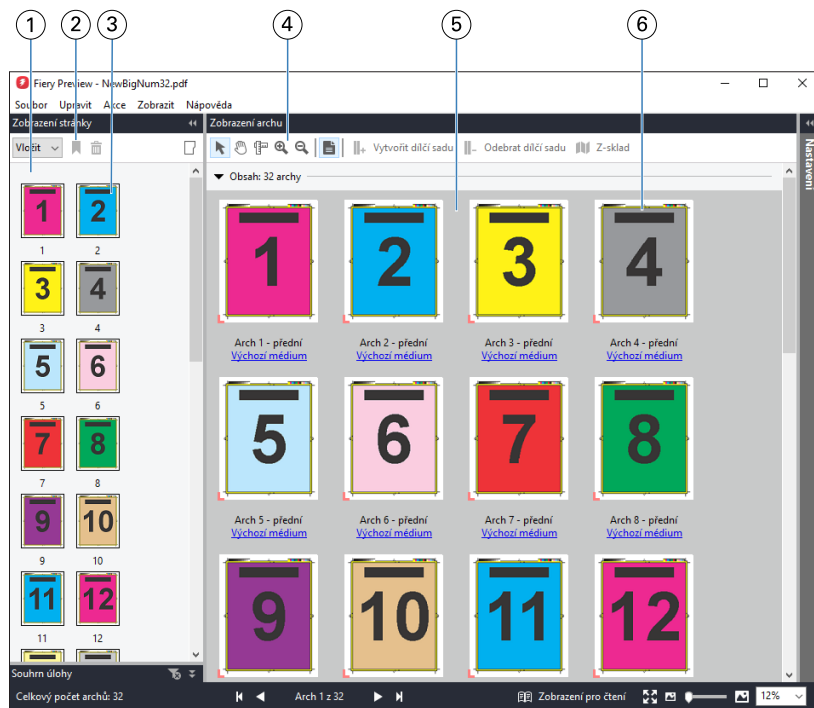 1 2 3 4 5 6
Fiery Preview - NewBigNum32.pdf
Soubor Upravit Akce Zobrazit Nápověda
Zobrazení stránky
Zobrazení archu
Vložit
Vytvořit dílčí sadu
Odebrat dílčí sadu
Z-sklad
Nastavení
Obsah: 32 archy
1 2
1 2
3 4
3 4
5 6
5 6
7 8
7 8
9 10
9 10
11 12
11 12
1 2 3 4
Arch 1 - přední Arch 2 - přední Arch 3 - přední Arch 4 - přední
Výchozí médium Výchozí médium Výchozí médium Výchozí médium
5 6 7 8
Arch 5 - přední Arch 6 - přední Arch 7 - přední Arch 8 - přední
Výchozí médium Výchozí médium Výchozí médium Výchozí médium
9 10 11 12
Souhrn úlohy
Celkový počet archů: 32
Arch 1 z 32
Zobrazení pro čtení
12%